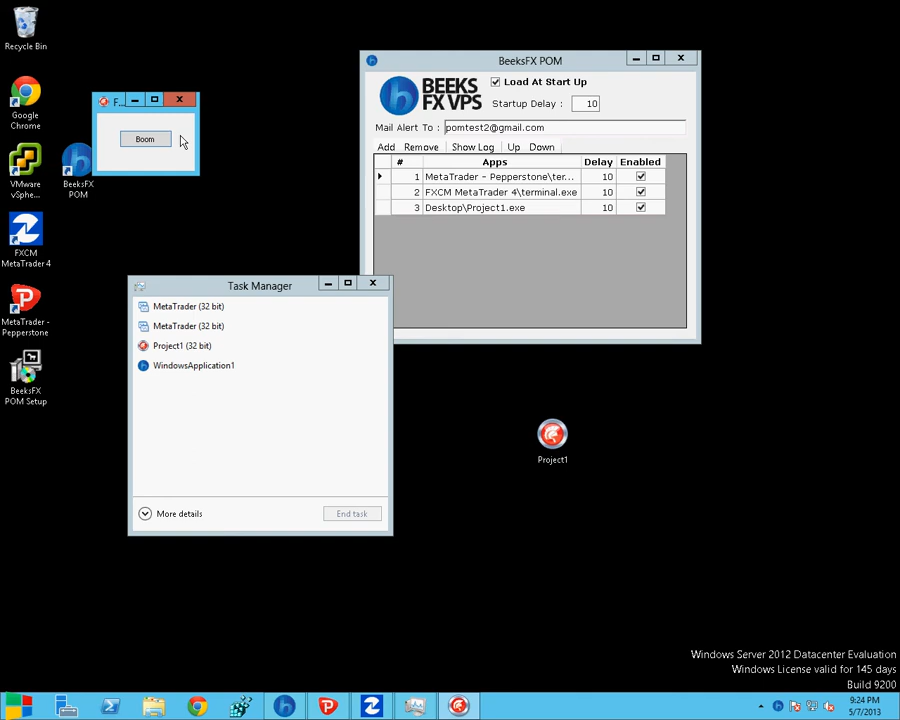 Recycle Bin
Google
Chrome
VMware
vSphe...
BeeksFX
POM
FXCM
MetaTrader 4
MetaTrader -
Pepperstone
BeeksFX
POM Setup
F...
Boom
BeeksFX POM
BEEKS
FX VPS
Load At Start Up
Startup Delay : 10
Mail Alert To : pomtest2@gmail.com
Add Remove Show Log Up Down
# Apps Delay Enabled
1 MetaTrader - Pepperstone\ter... 10
2 FXCM MetaTrader 4\terminal.exe 10
3 Desktop\Project1.exe 10
Task Manager
MetaTrader (32 bit)
MetaTrader (32 bit)
Project1 (32 bit)
WindowsApplication1
More details End task
Project1
Windows Server 2012 Datacenter Evaluation
Windows License valid for 145 days
Build 9200
9:24 PM
5/7/2013